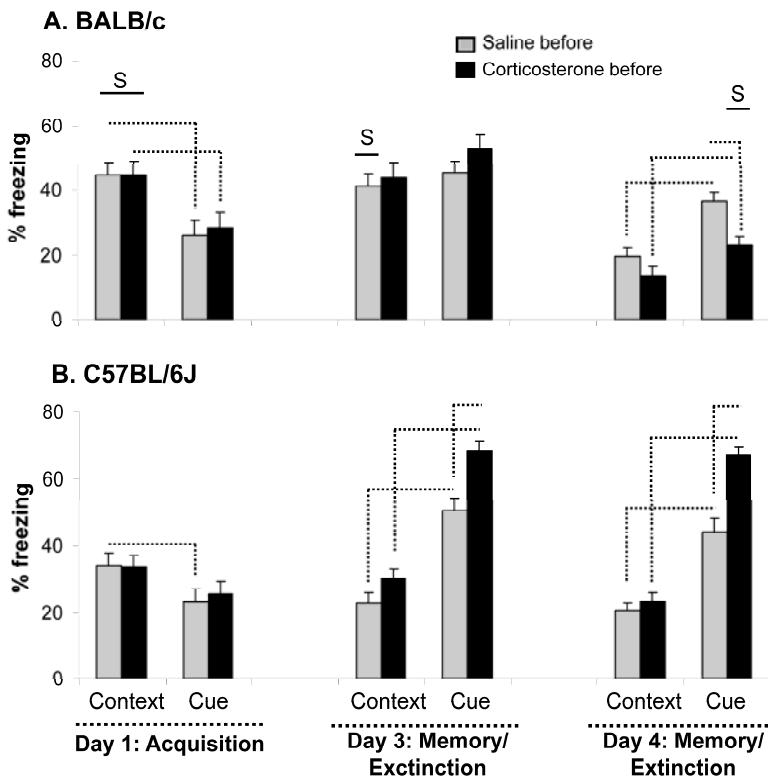 A. BALB/c
Saline before
Corticosterone before
80
60
40
20
0
% freezing
S
S
S
B. C57BL/6J
80
60
40
20
0
% freezing
Context Cue Context Cue Context Cue
Day 1: Acquisition
Day 3: Memory/
Exctinction
Day 4: Memory/
Extinction